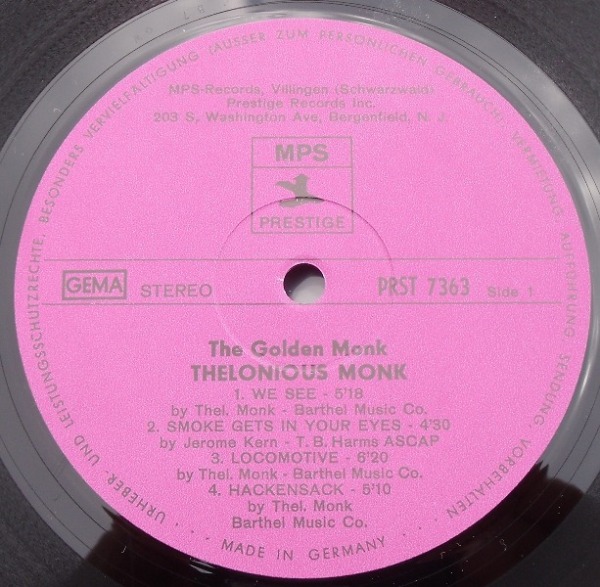 URHEBER- UND LEISTUNGSSCHUTZRECHTE, BESONDERS VERVIELFÄLTIGUNG (AUSSER ZUM PERSÖNLICHEN GEBRAUCH) VERMIETUNG, AUFFÜHRUNG SENDUNG, VORBEHALTEN
MPS-Records, Villingen (Schwarzwald)
Prestige Records Inc.
203 S, Washington Ave, Bergenfield, N. J.
MPS
PRESTIGE
GEMA STEREO PRST 7363 Side 1
The Golden Monk
THELONIOUS MONK
1. WE SEE - 5'18
by Thel. Monk - Barthel Music Co.
2. SMOKE GETS IN YOUR EYES - 4'30
by Jerome Kern - T. B. Harms ASCAP
3. LOCOMOTIVE - 6'20
by Thel. Monk - Barthel Music Co.
4. HACKENSACK - 5'10
by Thel. Monk
Barthel Music Co.
. . . MADE IN GERMANY . . .